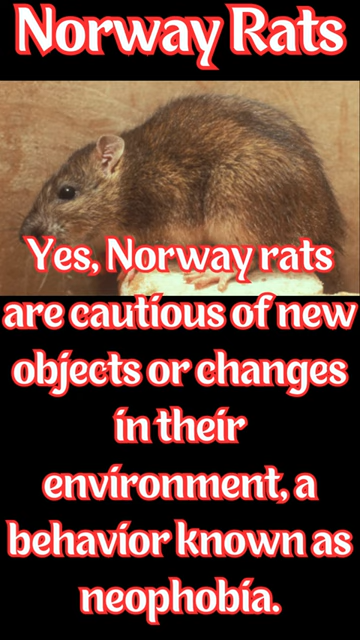 Norway Rats
Yes, Norway rats
are cautious of new
objects or changes
in their
environment, a
behavior known as
neophobia.